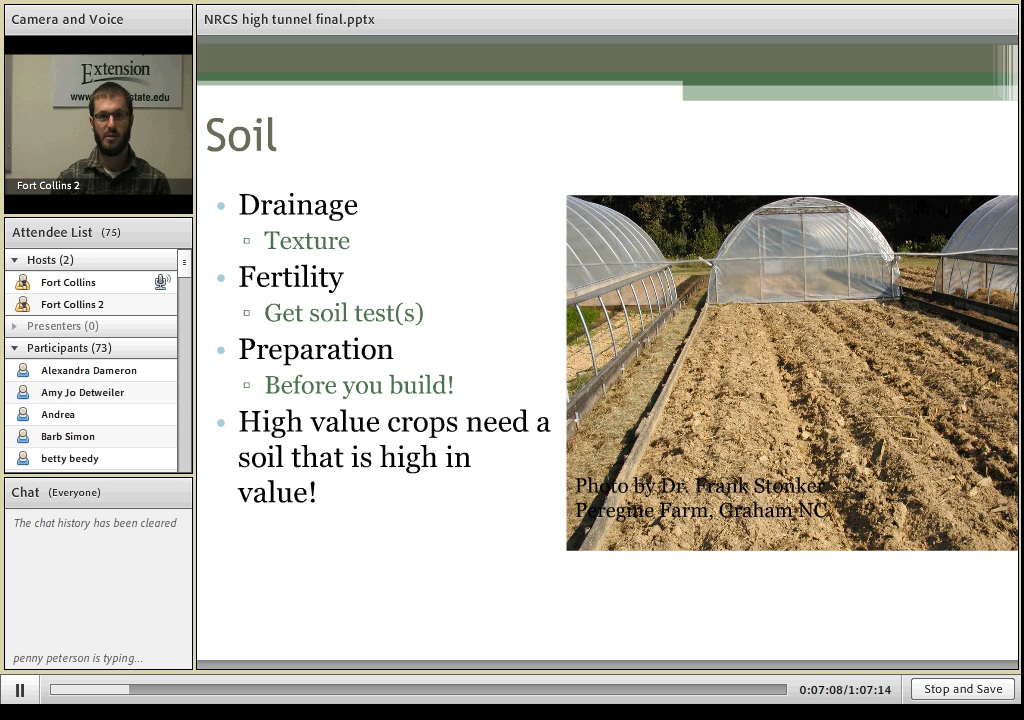 Camera and Voice
Extension
www.
state.edu
Fort Collins 2
Attendee List (75)
Hosts (2)
Fort Collins
Fort Collins 2
Presenters (0)
Participants (73)
Alexandra Dameron
Amy Jo Detweiler
Andrea
Barb Simon
betty beedy
Chat (Everyone)
The chat history has been cleared
penny peterson is typing...
NRCS high tunnel final.pptx
Soil
Drainage
Texture
Fertility
Get soil test(s)
Preparation
Before you build!
High value crops need a
soil that is high in
value!
Photo by Dr. Frank Stonker
Peregrine Farm, Graham NC
0:07:08/1:07:14
Stop and Save